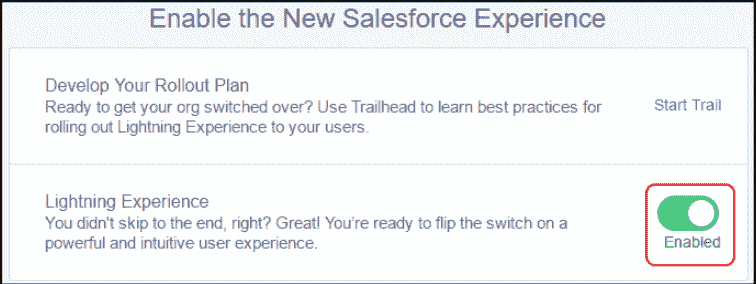 Enable the New Salesforce Experience
Develop Your Rollout Plan
Ready to get your org switched over? Use Trailhead to learn best practices for
rolling out Lightning Experience to your users.
Start Trail
Lightning Experience
You didn't skip to the end, right? Great! You're ready to flip the switch on a
powerful and intuitive user experience.
Enabled